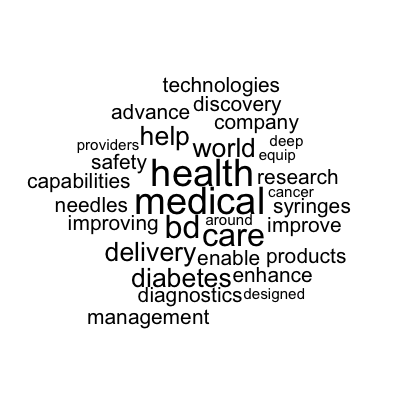 technologies
advance discovery
company
help
providers world deep
equip
safety
health research
capabilities
cancer
medical
needles syringes
around
improving bd care improve
delivery enable products
diabetes enhance
diagnostics designed
management